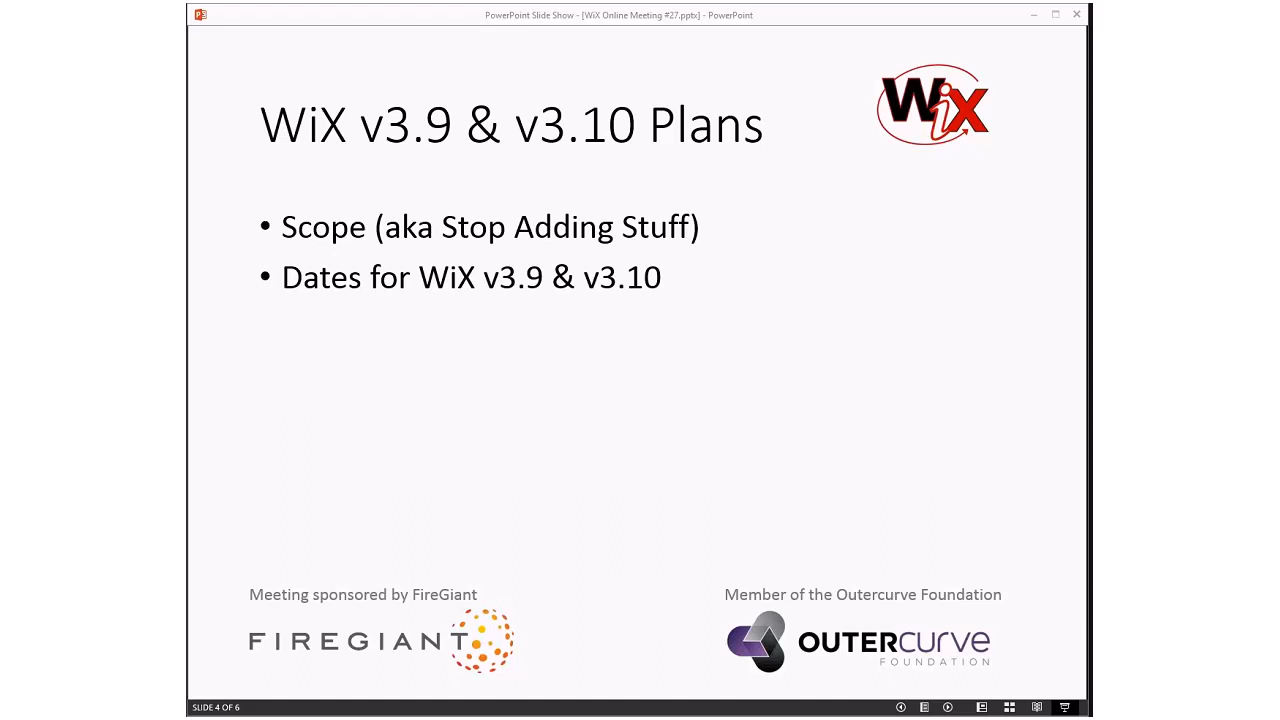 PowerPoint Slide Show - [WiX Online Meeting #27.pptx] - PowerPoint
WiX
WiX v3.9 & v3.10 Plans
• Scope (aka Stop Adding Stuff)
• Dates for WiX v3.9 & v3.10
Meeting sponsored by FireGiant
Member of the Outercurve Foundation
FIREGIANT
OUTERCURVE
FOUNDATION
SLIDE 4 OF 6